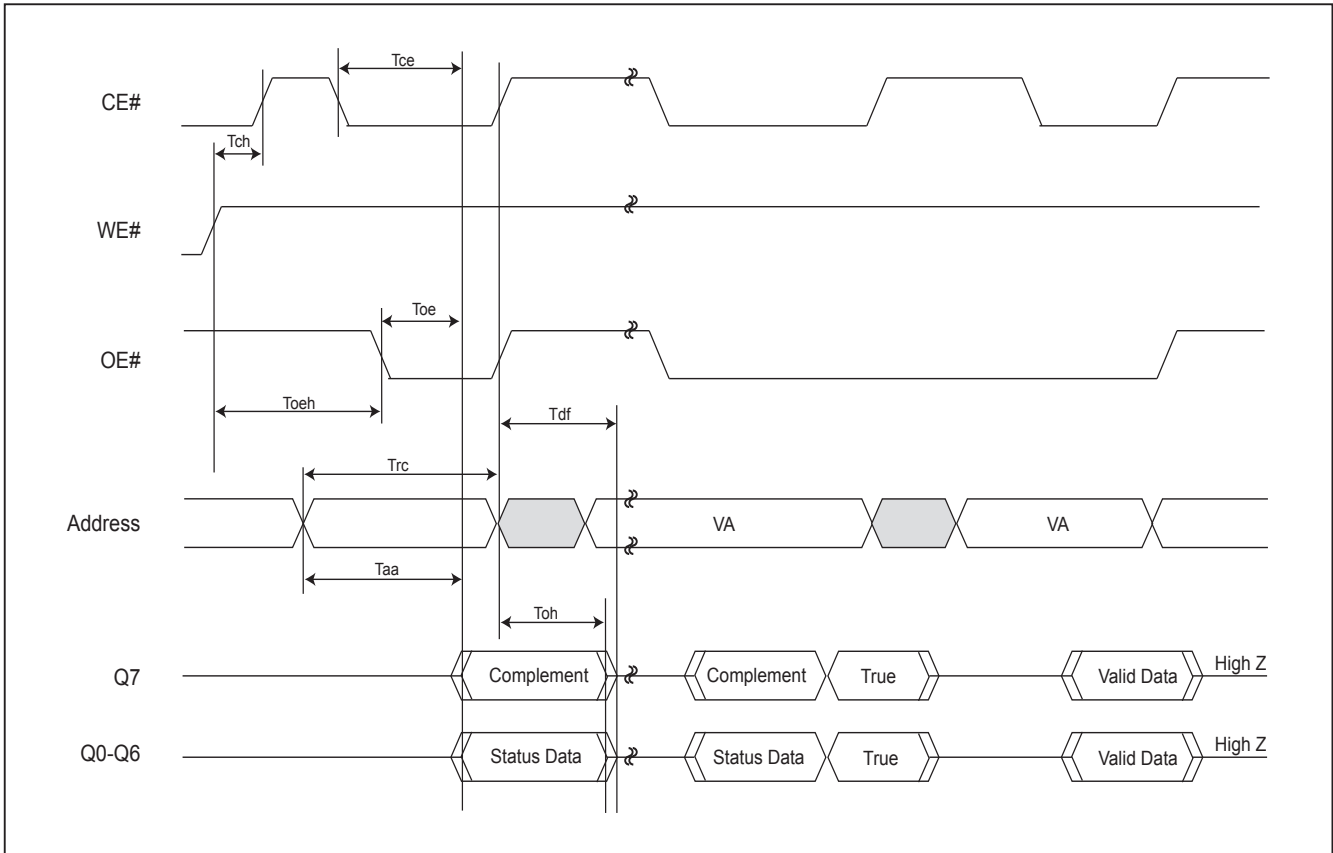 Tce
CE#
Tch
WE#
Toe
OE#
Toeh
Tdf
Trc
Address
VA
VA
Taa
Toh
Q7
Complement
Complement
True
Valid Data
High Z
Q0-Q6
Status Data
Status Data
True
Valid Data
High Z